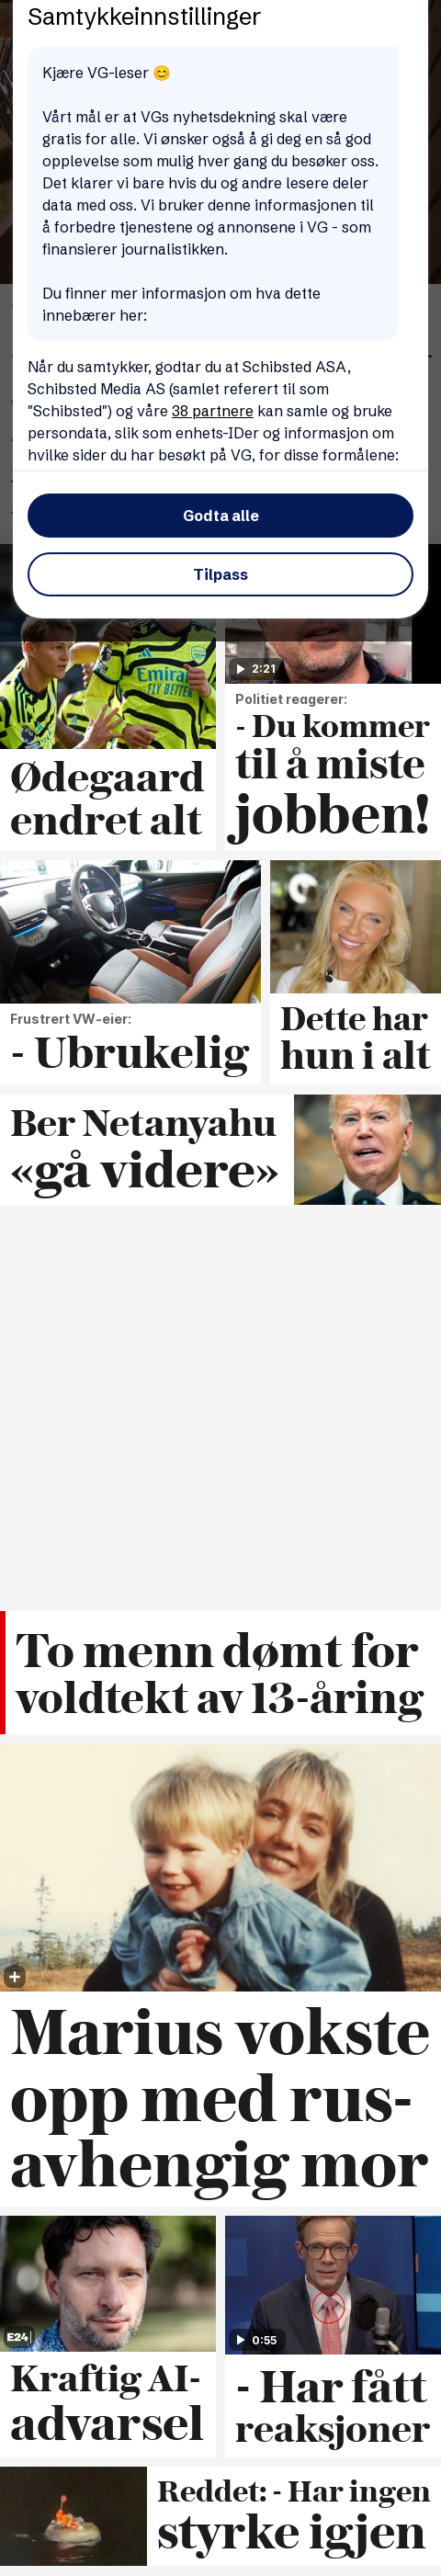 Samtykkeinnstillinger
Kjære VG-leser 😊
Vårt mål er at VGs nyhetsdekning skal være
gratis for alle. Vi ønsker også å gi deg en så god
opplevelse som mulig hver gang du besøker oss.
Det klarer vi bare hvis du og andre lesere deler
data med oss. Vi bruker denne informasjonen til
å forbedre tjenestene og annonsene i VG - som
finansierer journalistikken.
Du finner mer informasjon om hva dette
innebærer her:
Når du samtykker, godtar du at Schibsted ASA,
Schibsted Media AS (samlet referert til som
"Schibsted") og våre 38 partnere kan samle og bruke
persondata, slik som enhets-IDer og informasjon om
hvilke sider du har besøkt på VG, for disse formålene:
Godta alle
Tilpass
Emirates
FLY BETTER
Ødegaard
endret alt
2:21
Politiet reagerer:
- Du kommer
til å miste
jobben!
Frustrert VW-eier:
- Ubrukelig
Dette har
hun i alt
Ber Netanyahu
«gå videre»
To menn dømt for
voldtekt av 13-åring
Marius vokste
opp med rus-
avhengig mor
E24
Kraftig AI-
advarsel
0:55
- Har fått
reaksjoner
Reddet: - Har ingen
styrke igjen